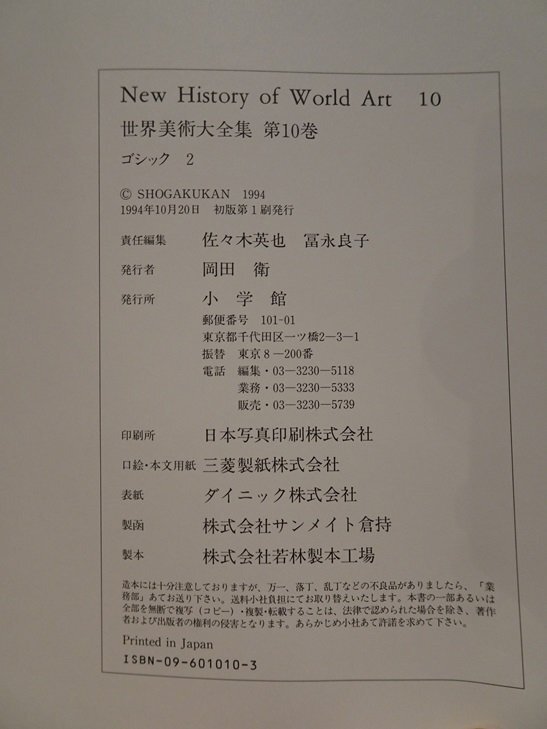 New History of World Art 10
世界美術大全集 第10巻
ゴシック 2
© SHOGAKUKAN 1994
1994年10月20日 初版第1刷発行
責任編集 佐々木英也 冨永良子
発行者 岡田 衛
発行所 小学館
郵便番号 101-01
東京都千代田区一ツ橋2―3―1
振替 東京8―200番
電話 編集・03―3230―5118
業務・03―3230―5333
販売・03―3230―5739
印刷所 日本写真印刷株式会社
口絵・本文用紙 三菱製紙株式会社
表紙 ダイニック株式会社
製函 株式会社サンメイト倉持
製本 株式会社若林製本工場
造本には十分注意しておりますが、万一、落丁、乱丁などの不良品がありましたら、「業
務部」あてお送り下さい。送料小社負担にてお取り替えいたします。本書の一部あるいは
全部を無断で複写（コピー）・複製・転載することは、法律で認められた場合を除き、著作
者および出版者の権利の侵害となります。あらかじめ小社あて許諾を求めて下さい。
Printed in Japan
ISBN-09-601010-3